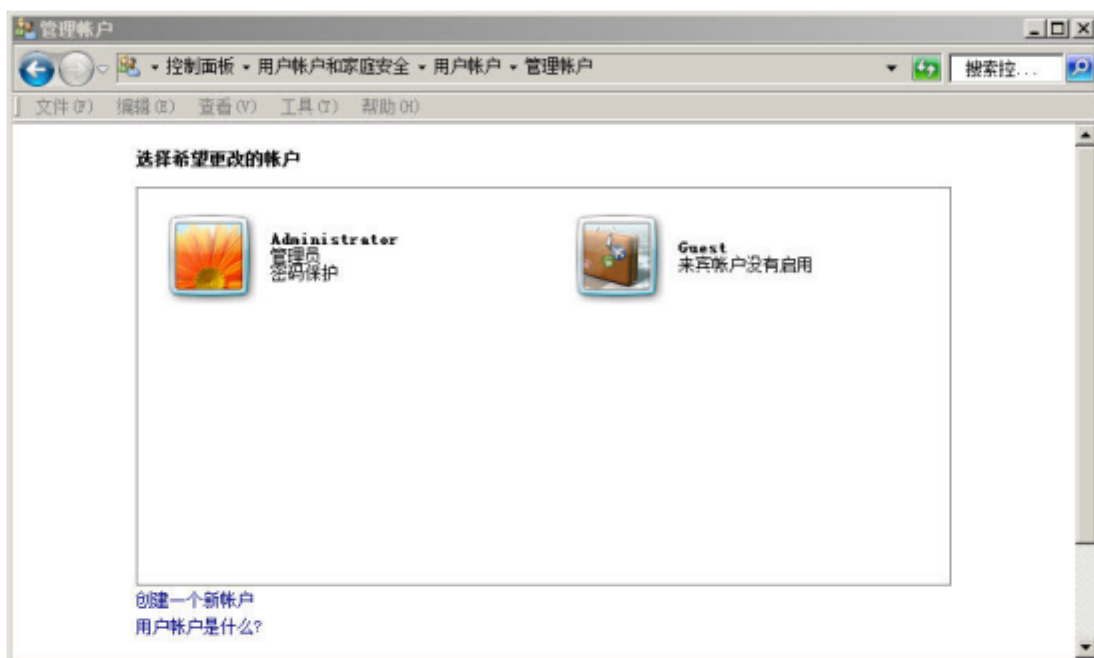 管理帐户
控制面板 用户帐户和家庭安全 用户帐户 管理帐户 搜索控...
文件(F) 编辑(E) 查看(V) 工具(T) 帮助(H)
选择希望更改的帐户
Administrator
管理员
密码保护
Guest
来宾帐户没有启用
创建一个新帐户
用户帐户是什么?